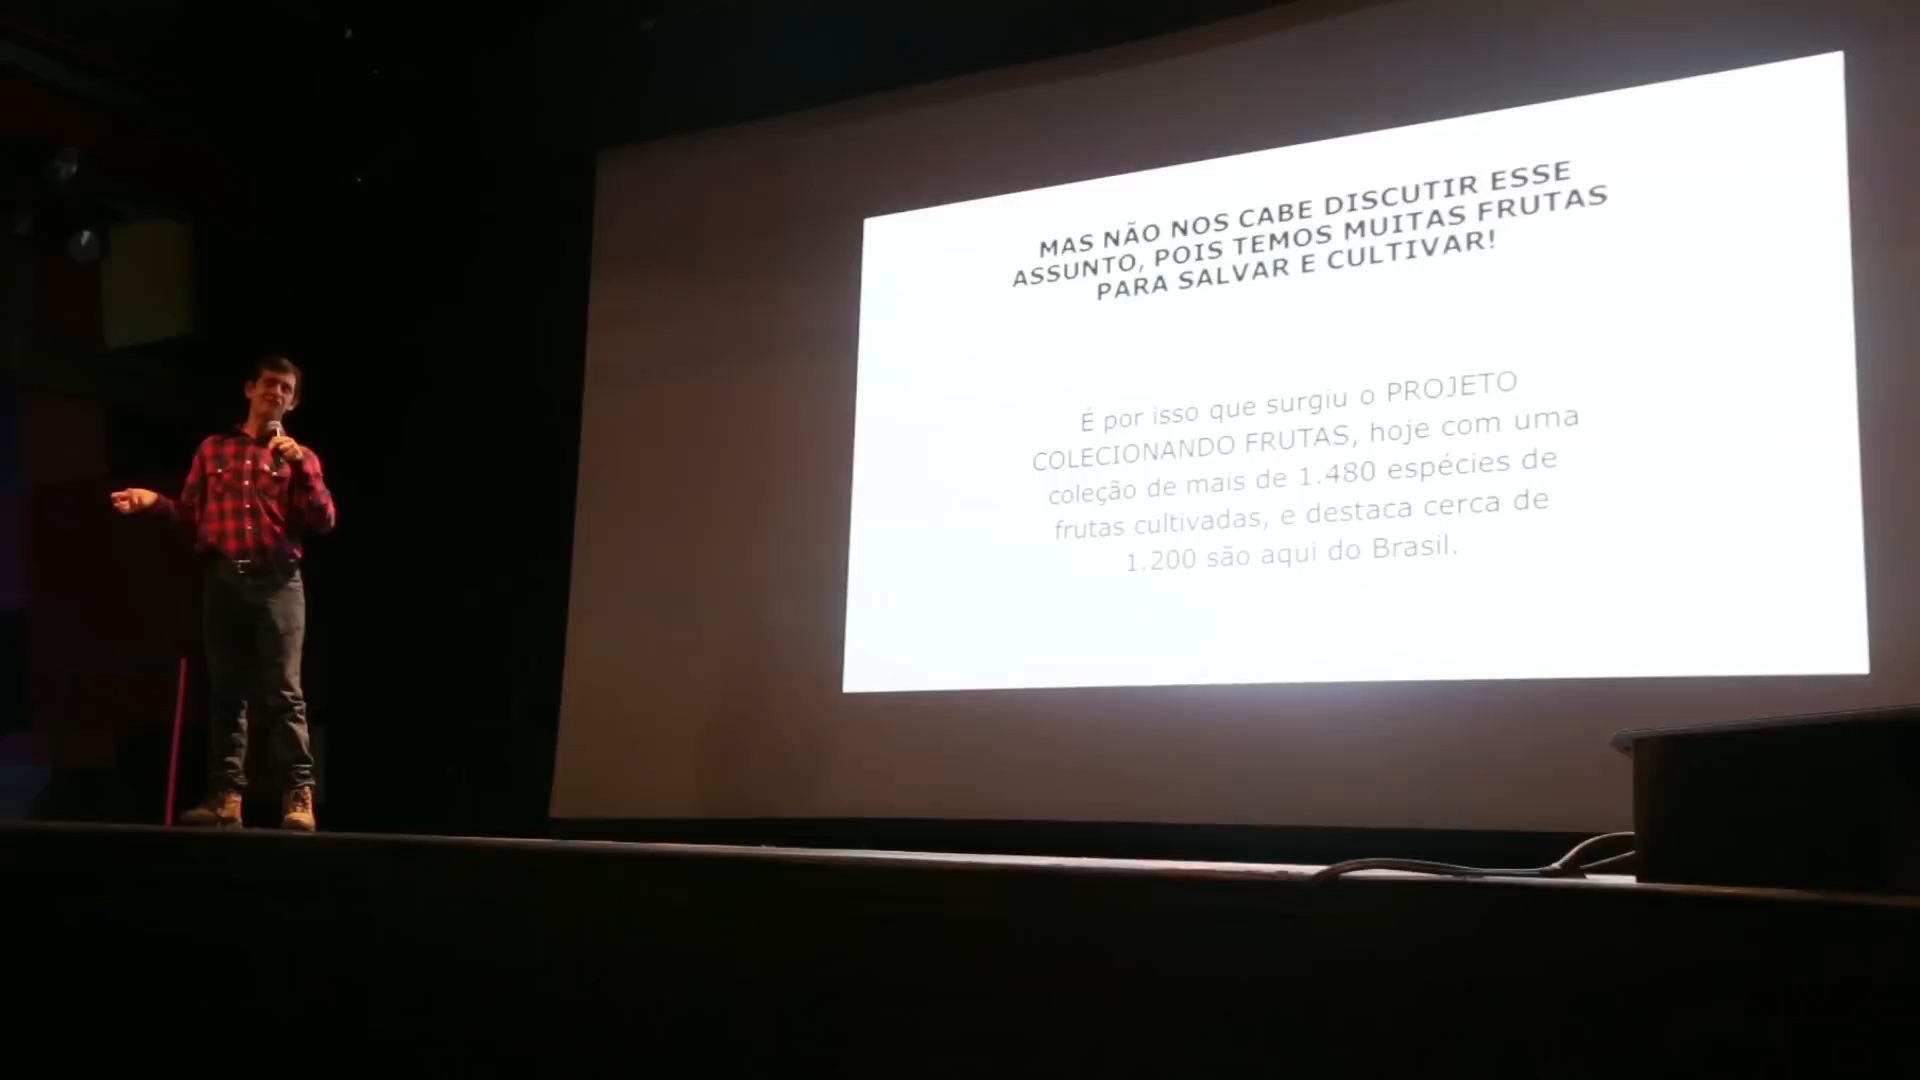 MAS NÃO NOS CABE DISCUTIR ESSE
ASSUNTO, POIS TEMOS MUITAS FRUTAS
PARA SALVAR E CULTIVAR!
É por isso que surgiu o PROJETO
COLECIONANDO FRUTAS, hoje com uma
coleção de mais de 1.480 espécies de
frutas cultivadas, e destaca cerca de
1.200 são aqui do Brasil.